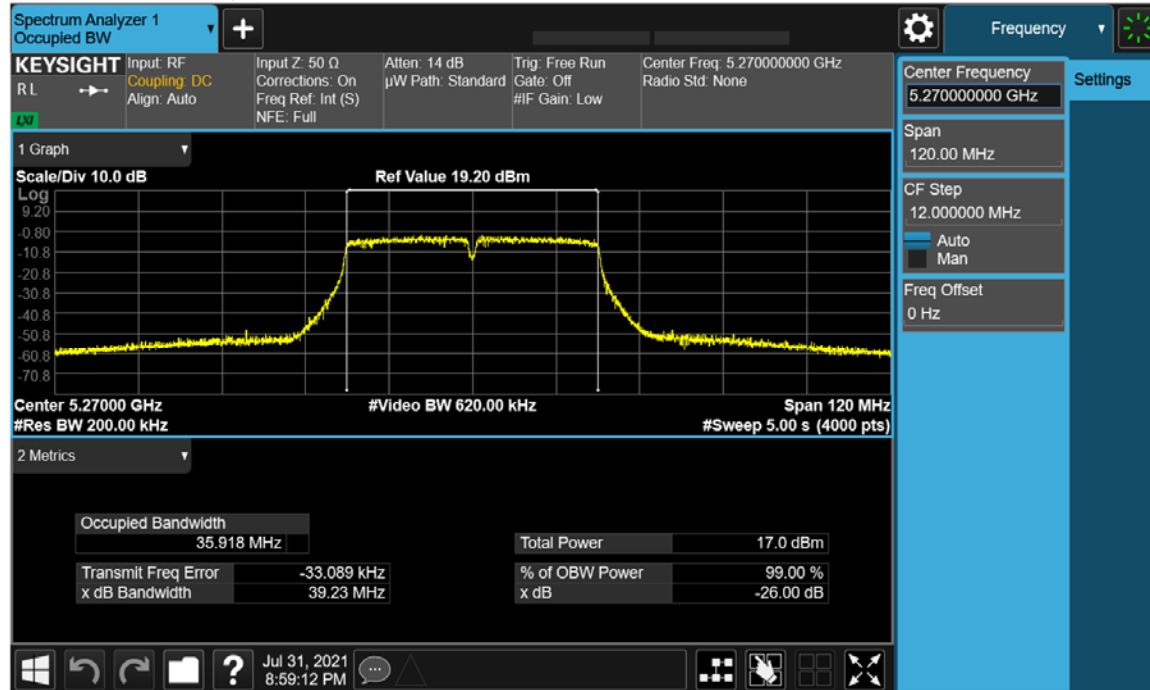 Spectrum Analyzer 1
Occupied BW
+
Frequency
KEYSIGHT
R L
LXI
Input: RF
Coupling: DC
Align: Auto
Input Z: 50 Ω
Corrections: On
Freq Ref: Int (S)
NFE: Full
Atten: 14 dB
µW Path: Standard
Trig: Free Run
Gate: Off
#IF Gain: Low
Center Freq: 5.270000000 GHz
Radio Std: None
Center Frequency
5.270000000 GHz
Settings
Span
120.00 MHz
CF Step
12.000000 MHz
Auto
Man
Freq Offset
0 Hz
1 Graph
Scale/Div 10.0 dB
Ref Value 19.20 dBm
Log
9.20
-0.80
-10.8
-20.8
-30.8
-40.8
-50.8
-60.8
-70.8
Center 5.27000 GHz
#Video BW 620.00 kHz
Span 120 MHz
#Res BW 200.00 kHz
#Sweep 5.00 s (4000 pts)
2 Metrics
Occupied Bandwidth
35.918 MHz
Total Power 17.0 dBm
Transmit Freq Error -33.089 kHz
% of OBW Power 99.00 %
x dB Bandwidth 39.23 MHz
x dB -26.00 dB
?
Jul 31, 2021
8:59:12 PM